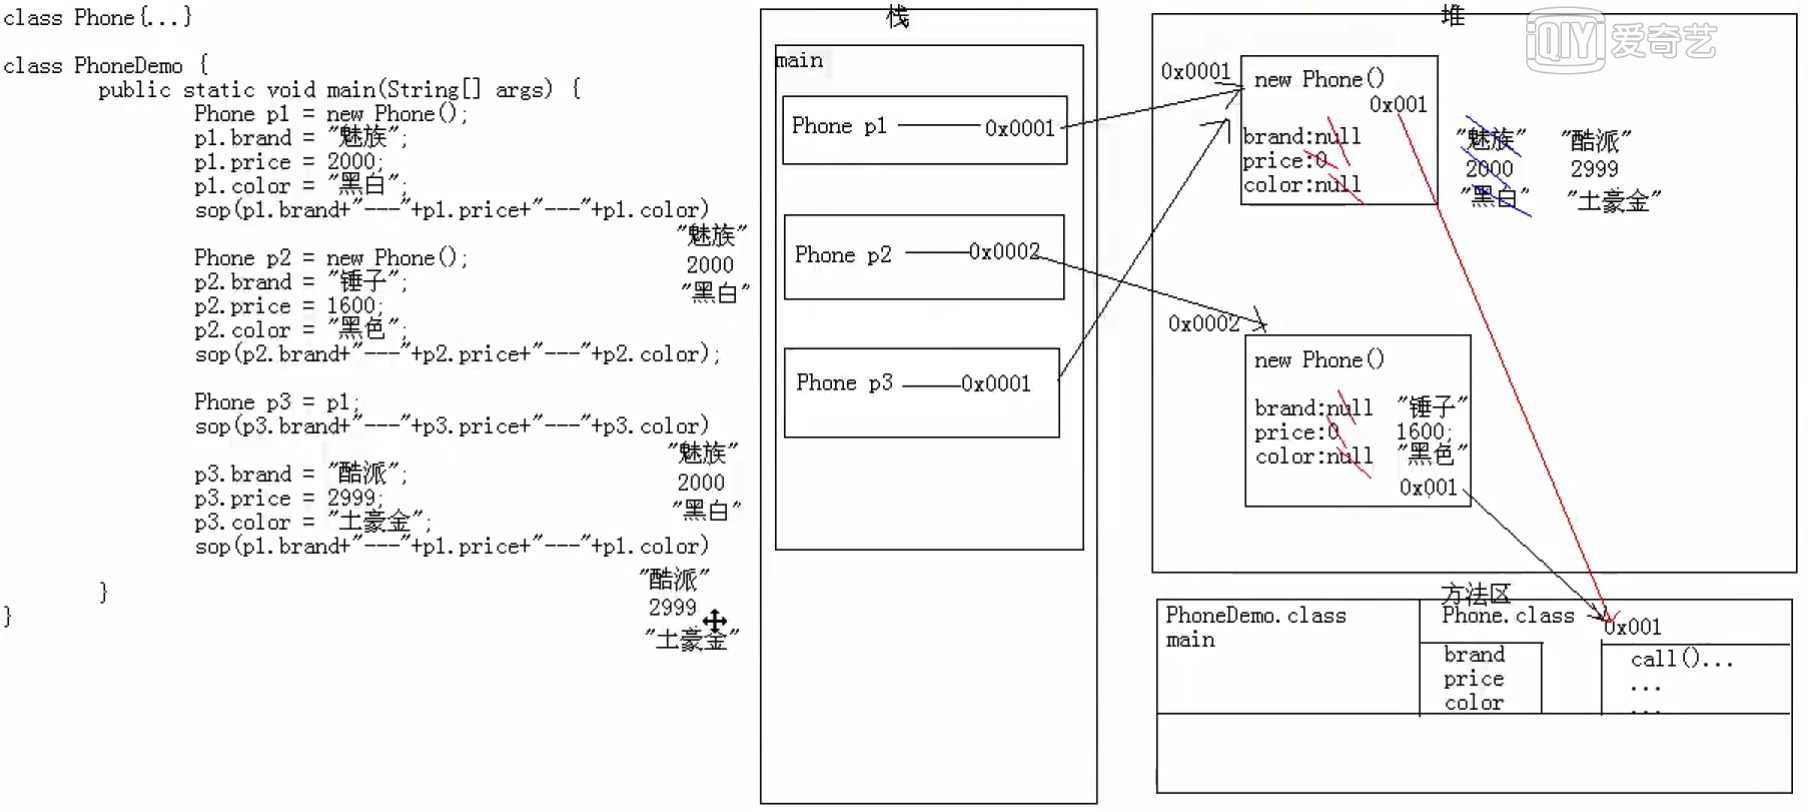 class Phone{...}
class PhoneDemo {
public static void main(String[] args) {
Phone p1 = new Phone();
p1.brand = "魅族";
p1.price = 2000;
p1.color = "黑白";
sop(p1.brand+"---"+p1.price+"---"+p1.color)
"魅族"
2000
"黑白"
Phone p2 = new Phone();
p2.brand = "锤子";
p2.price = 1600;
p2.color = "黑色";
sop(p2.brand+"---"+p2.price+"---"+p2.color);
Phone p3 = p1;
sop(p3.brand+"---"+p3.price+"---"+p3.color)
"魅族"
2000
"黑白"
p3.brand = "酷派";
p3.price = 2999;
p3.color = "土豪金";
sop(p1.brand+"---"+p1.price+"---"+p1.color)
"酷派"
2999
"土豪金"
}
}
栈
main
Phone p1 0x0001
Phone p2 0x0002
Phone p3 0x0001
堆
QIY 爱奇艺
0x0001
new Phone()
0x001
brand:null "魅族" "酷派"
price:0 2000 2999
color:null "黑白" "土豪金"
0x0002
new Phone()
brand:null "锤子"
price:0 1600;
color:null "黑色"
0x001
方法区
PhoneDemo.class
main
Phone.class
brand
price
color
0x001
call()...
...
...